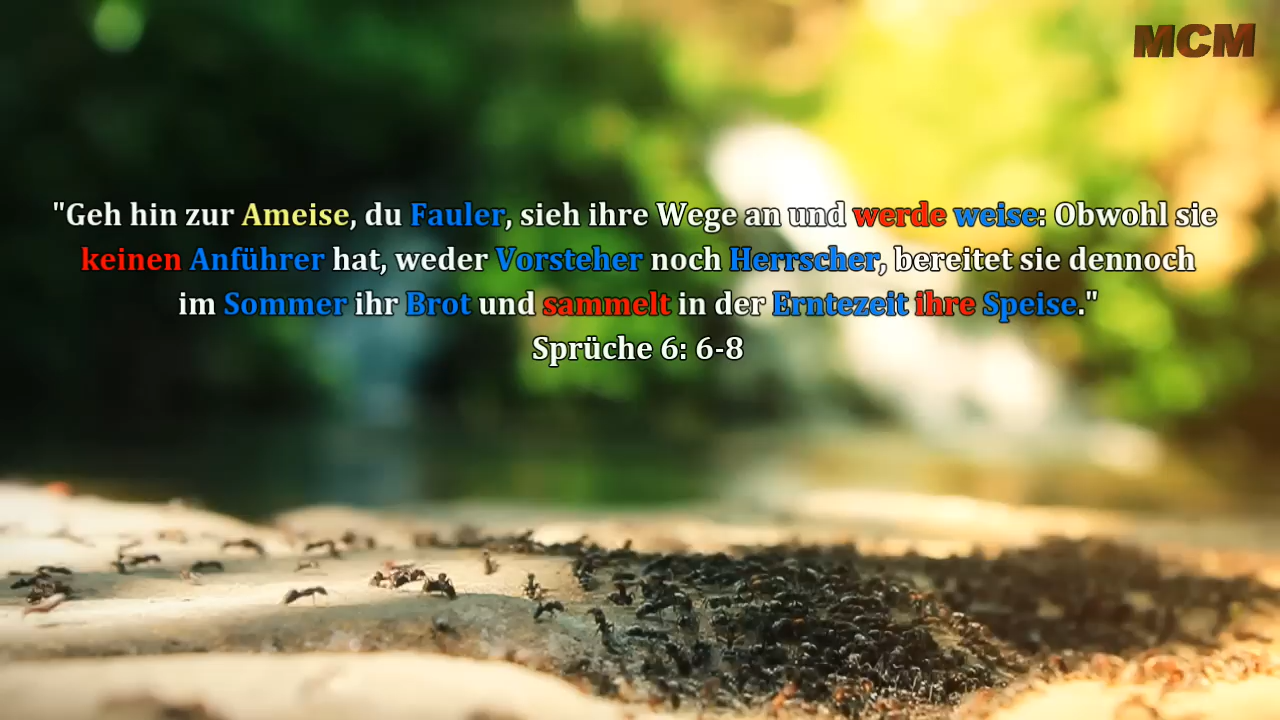 MCM
"Geh hin zur Ameise, du Fauler, sieh ihre Wege an und werde weise: Obwohl sie
keinen Anführer hat, weder Vorsteher noch Herrscher, bereitet sie dennoch
im Sommer ihr Brot und sammelt in der Erntezeit ihre Speise."
Sprüche 6: 6-8